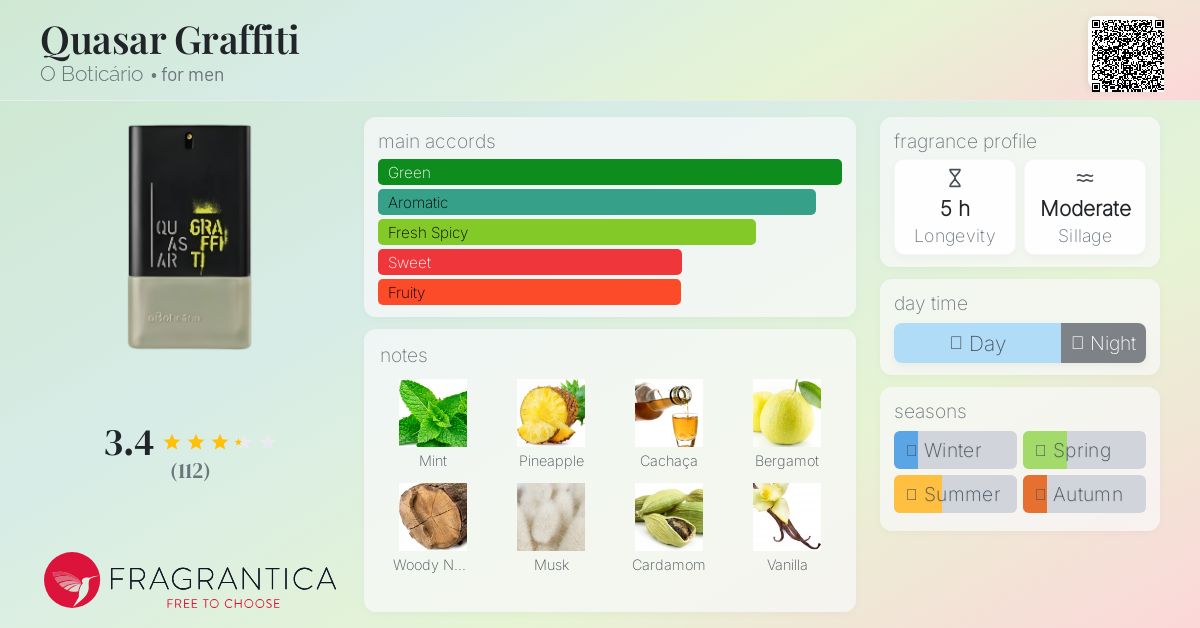 Quasar Graffiti
O Boticário • for men
QU GRA
AS FFI
AR TI
oBoticário
3.4
(112)
FRAGRANTICA
FREE TO CHOOSE
main accords
Green
Aromatic
Fresh Spicy
Sweet
Fruity
notes
Mint Pineapple Cachaça Bergamot
Woody N... Musk Cardamom Vanilla
fragrance profile
5 h Moderate
Longevity Sillage
day time
Day Night
seasons
Winter Spring
Summer Autumn